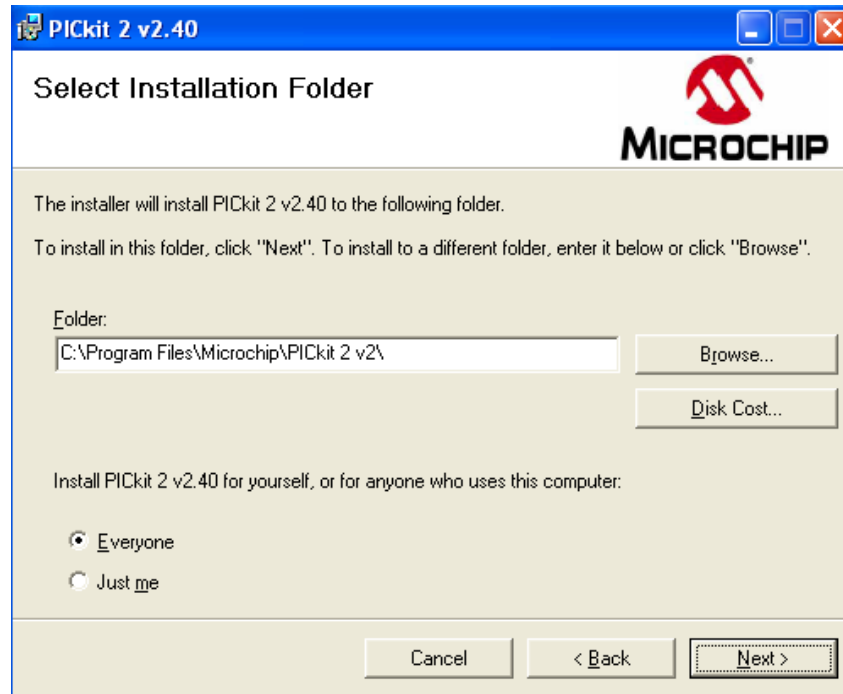 PICkit 2 v2.40
Select Installation Folder
MICROCHIP
The installer will install PICkit 2 v2.40 to the following folder.
To install in this folder, click "Next". To install to a different folder, enter it below or click "Browse".
Folder:
C:\Program Files\Microchip\PICkit 2 v2\
Browse...
Disk Cost...
Install PICkit 2 v2.40 for yourself, or for anyone who uses this computer:
Everyone
Just me
Cancel
< Back
Next >